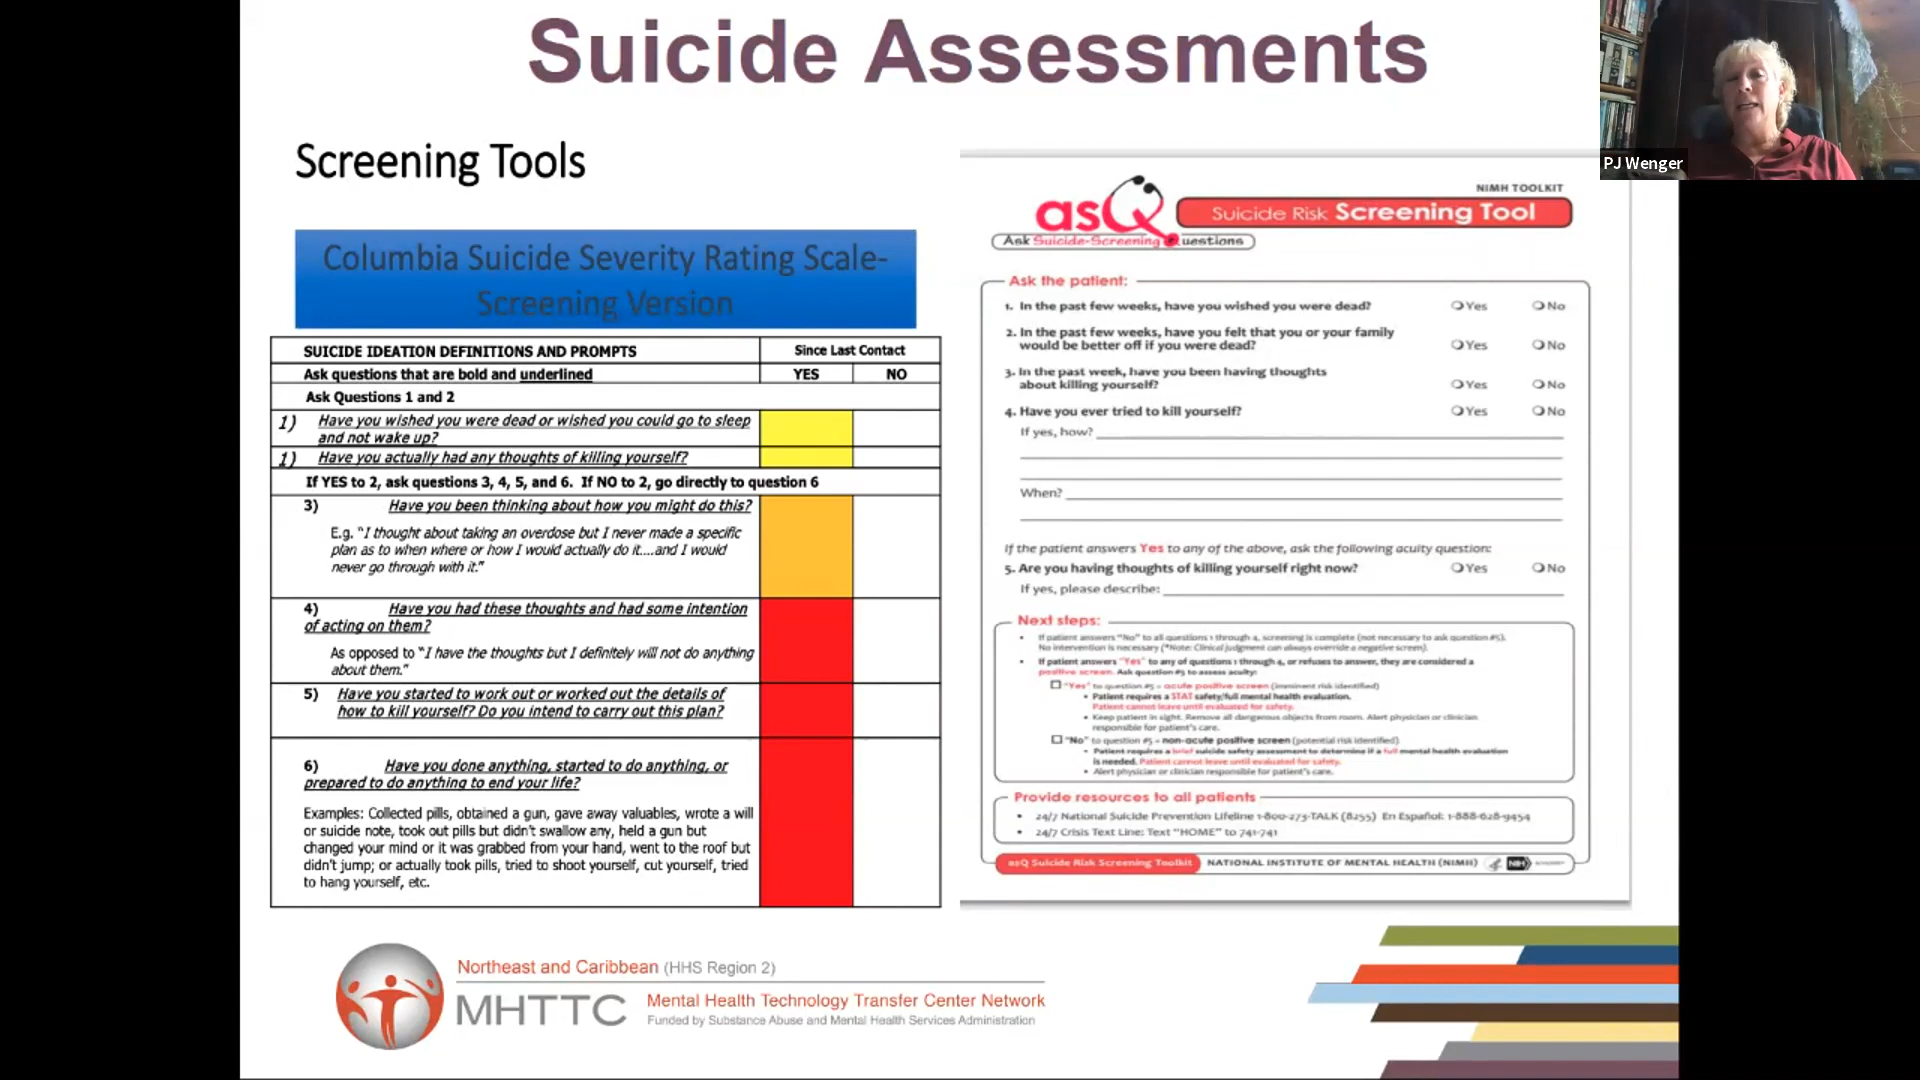 Suicide Assessments
PJ Wenger
Screening Tools
Columbia Suicide Severity Rating Scale-
Screening Version
SUICIDE IDEATION DEFINITIONS AND PROMPTS
Since Last Contact
Ask questions that are bold and underlined
YES
NO
Ask Questions 1 and 2
1) Have you wished you were dead or wished you could go to sleep
and not wake up?
1) Have you actually had any thoughts of killing yourself?
If YES to 2, ask questions 3, 4, 5, and 6. If NO to 2, go directly to question 6
3) Have you been thinking about how you might do this?
E.g. "I thought about taking an overdose but I never made a specific
plan as to when where or how I would actually do it....and I would
never go through with it."
4) Have you had these thoughts and had some intention
of acting on them?
As opposed to "I have the thoughts but I definitely will not do anything
about them."
5) Have you started to work out or worked out the details of
how to kill yourself? Do you intend to carry out this plan?
6) Have you done anything, started to do anything, or
prepared to do anything to end your life?
Examples: Collected pills, obtained a gun, gave away valuables, wrote a will
or suicide note, took out pills but didn't swallow any, held a gun but
changed your mind or it was grabbed from your hand, went to the roof but
didn't jump; or actually took pills, tried to shoot yourself, cut yourself, tried
to hang yourself, etc.
NIMH TOOLKIT
asQ
Suicide Risk Screening Tool
Ask Suicide-Screening Questions
Ask the patient:
1. In the past few weeks, have you wished you were dead? Yes No
2. In the past few weeks, have you felt that you or your family
would be better off if you were dead? Yes No
3. In the past week, have you been having thoughts
about killing yourself? Yes No
4. Have you ever tried to kill yourself? Yes No
If yes, how?
When?
If the patient answers Yes to any of the above, ask the following acuity question:
5. Are you having thoughts of killing yourself right now? Yes No
If yes, please describe:
Next steps:
• If patient answers "No" to all questions 1 through 4, screening is complete (not necessary to ask question #5).
No intervention is necessary (*Note: Clinical judgment can always override a negative screen).
• If patient answers "Yes" to any of questions 1 through 4, or refuses to answer, they are considered a
positive screen. Ask question #5 to assess acuity:
"Yes" to question #5 = acute positive screen (imminent risk identified)
• Patient requires a STAT safety/full mental health evaluation.
Patient cannot leave until evaluated for safety.
• Keep patient in sight. Remove all dangerous objects from room. Alert physician or clinician
responsible for patient's care.
"No" to question #5 = non-acute positive screen (potential risk identified)
• Patient requires a brief suicide safety assessment to determine if a full mental health evaluation
is needed. Patient cannot leave until evaluated for safety.
• Alert physician or clinician responsible for patient's care.
Provide resources to all patients
• 24/7 National Suicide Prevention Lifeline 1-800-273-TALK (8255) En Español: 1-888-628-9454
• 24/7 Crisis Text Line: Text "HOME" to 741-741
asQ Suicide Risk Screening Toolkit
NATIONAL INSTITUTE OF MENTAL HEALTH (NIMH)
NIH
Northeast and Caribbean (HHS Region 2)
MHTTC
Mental Health Technology Transfer Center Network
Funded by Substance Abuse and Mental Health Services Administration